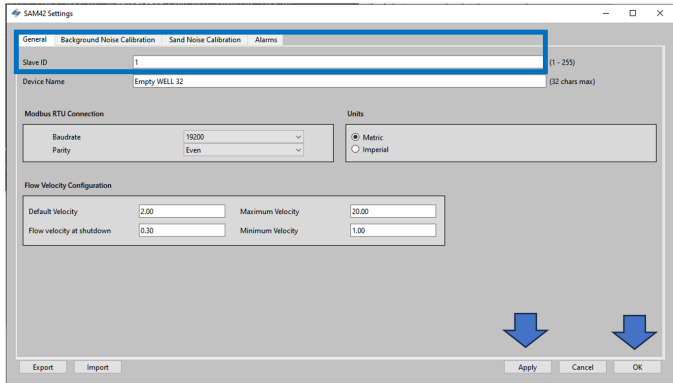 SAM42 Settings
General Background Noise Calibration Sand Noise Calibration Alarms
Slave ID 1 (1 - 255)
Device Name Empty WELL 32 (32 chars max)
Modbus RTU Connection Units
Baudrate 19200 Metric
Parity Even Imperial
Flow Velocity Configuration
Default Velocity 2.00 Maximum Velocity 20.00
Flow velocity at shutdown 0.30 Minimum Velocity 1.00
Export Import Apply Cancel OK